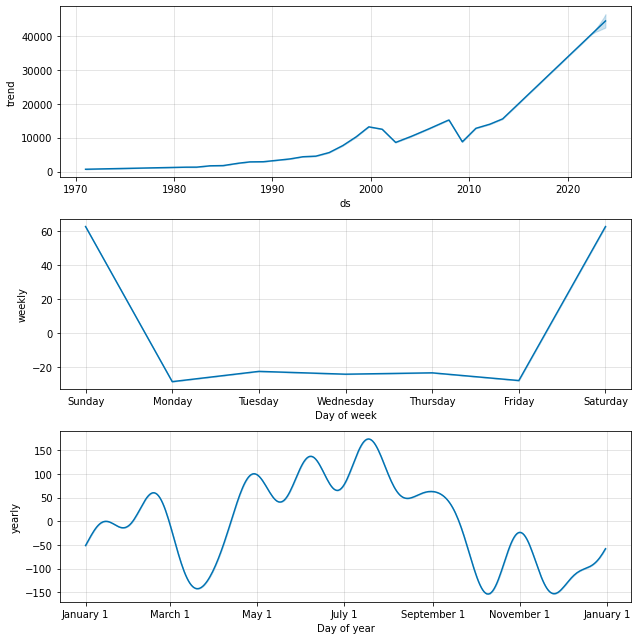 40000
30000
20000
10000
0
trend
1970 1980 1990 2000 2010 2020
ds
60
40
20
0
−20
weekly
Sunday Monday Tuesday Wednesday Thursday Friday Saturday
Day of week
150
100
50
0
−50
−100
−150
yearly
January 1 March 1 May 1 July 1 September 1 November 1 January 1
Day of year